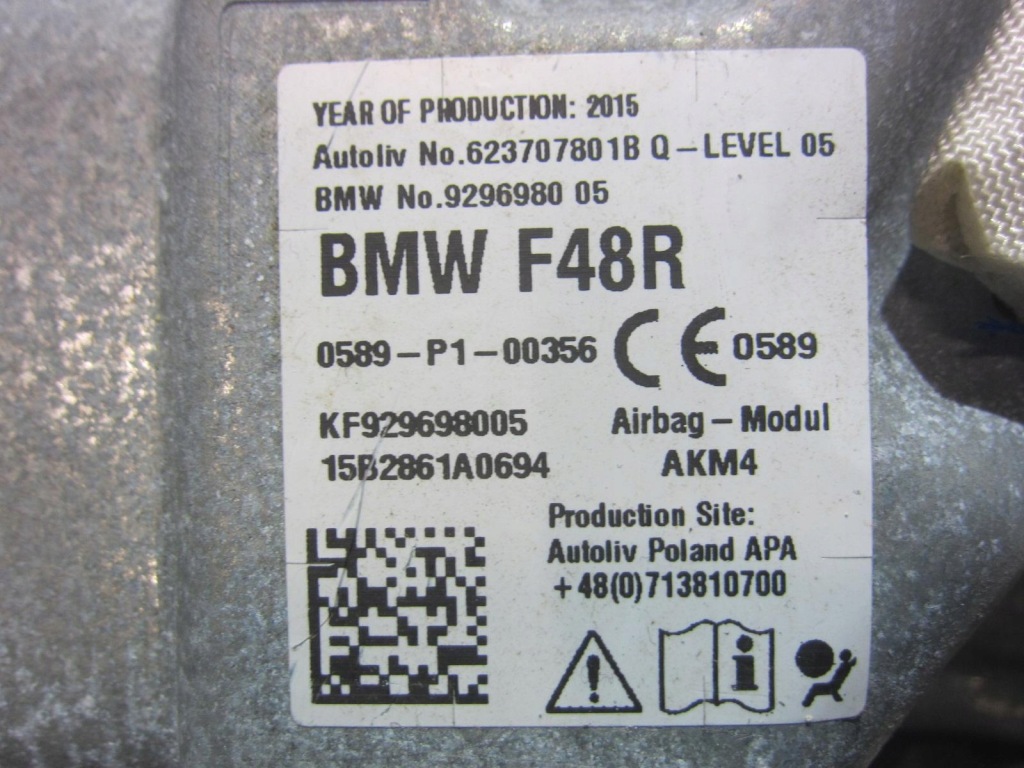 YEAR OF PRODUCTION: 2015
Autoliv No.623707801B Q-LEVEL 05
BMW No.9296980 05
BMW F48R
0589-P1-00356 CE 0589
KF929698005 Airbag-Modul
15B2861A0694 AKM4
Production Site:
Autoliv Poland APA
+48(0)713810700